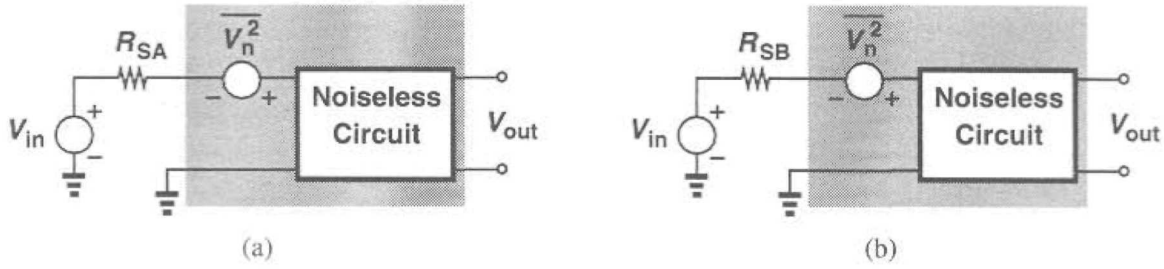 R_SA
V_n^2
V_in
+
−
−
+
Noiseless
Circuit
V_out
(a)
R_SB
V_n^2
V_in
+
−
−
+
Noiseless
Circuit
V_out
(b)